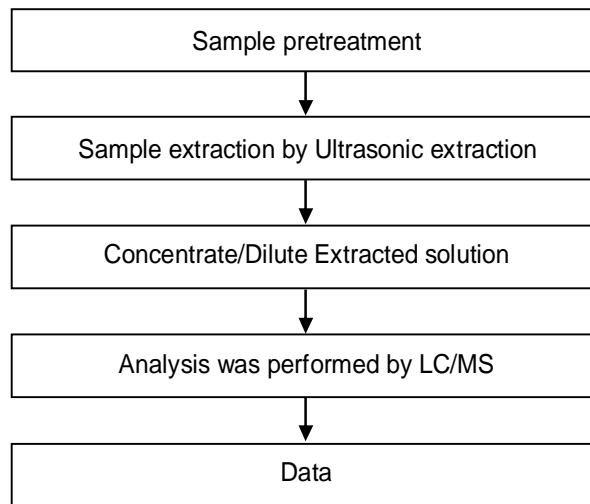 Sample pretreatment
Sample extraction by Ultrasonic extraction
Concentrate/Dilute Extracted solution
Analysis was performed by LC/MS
Data